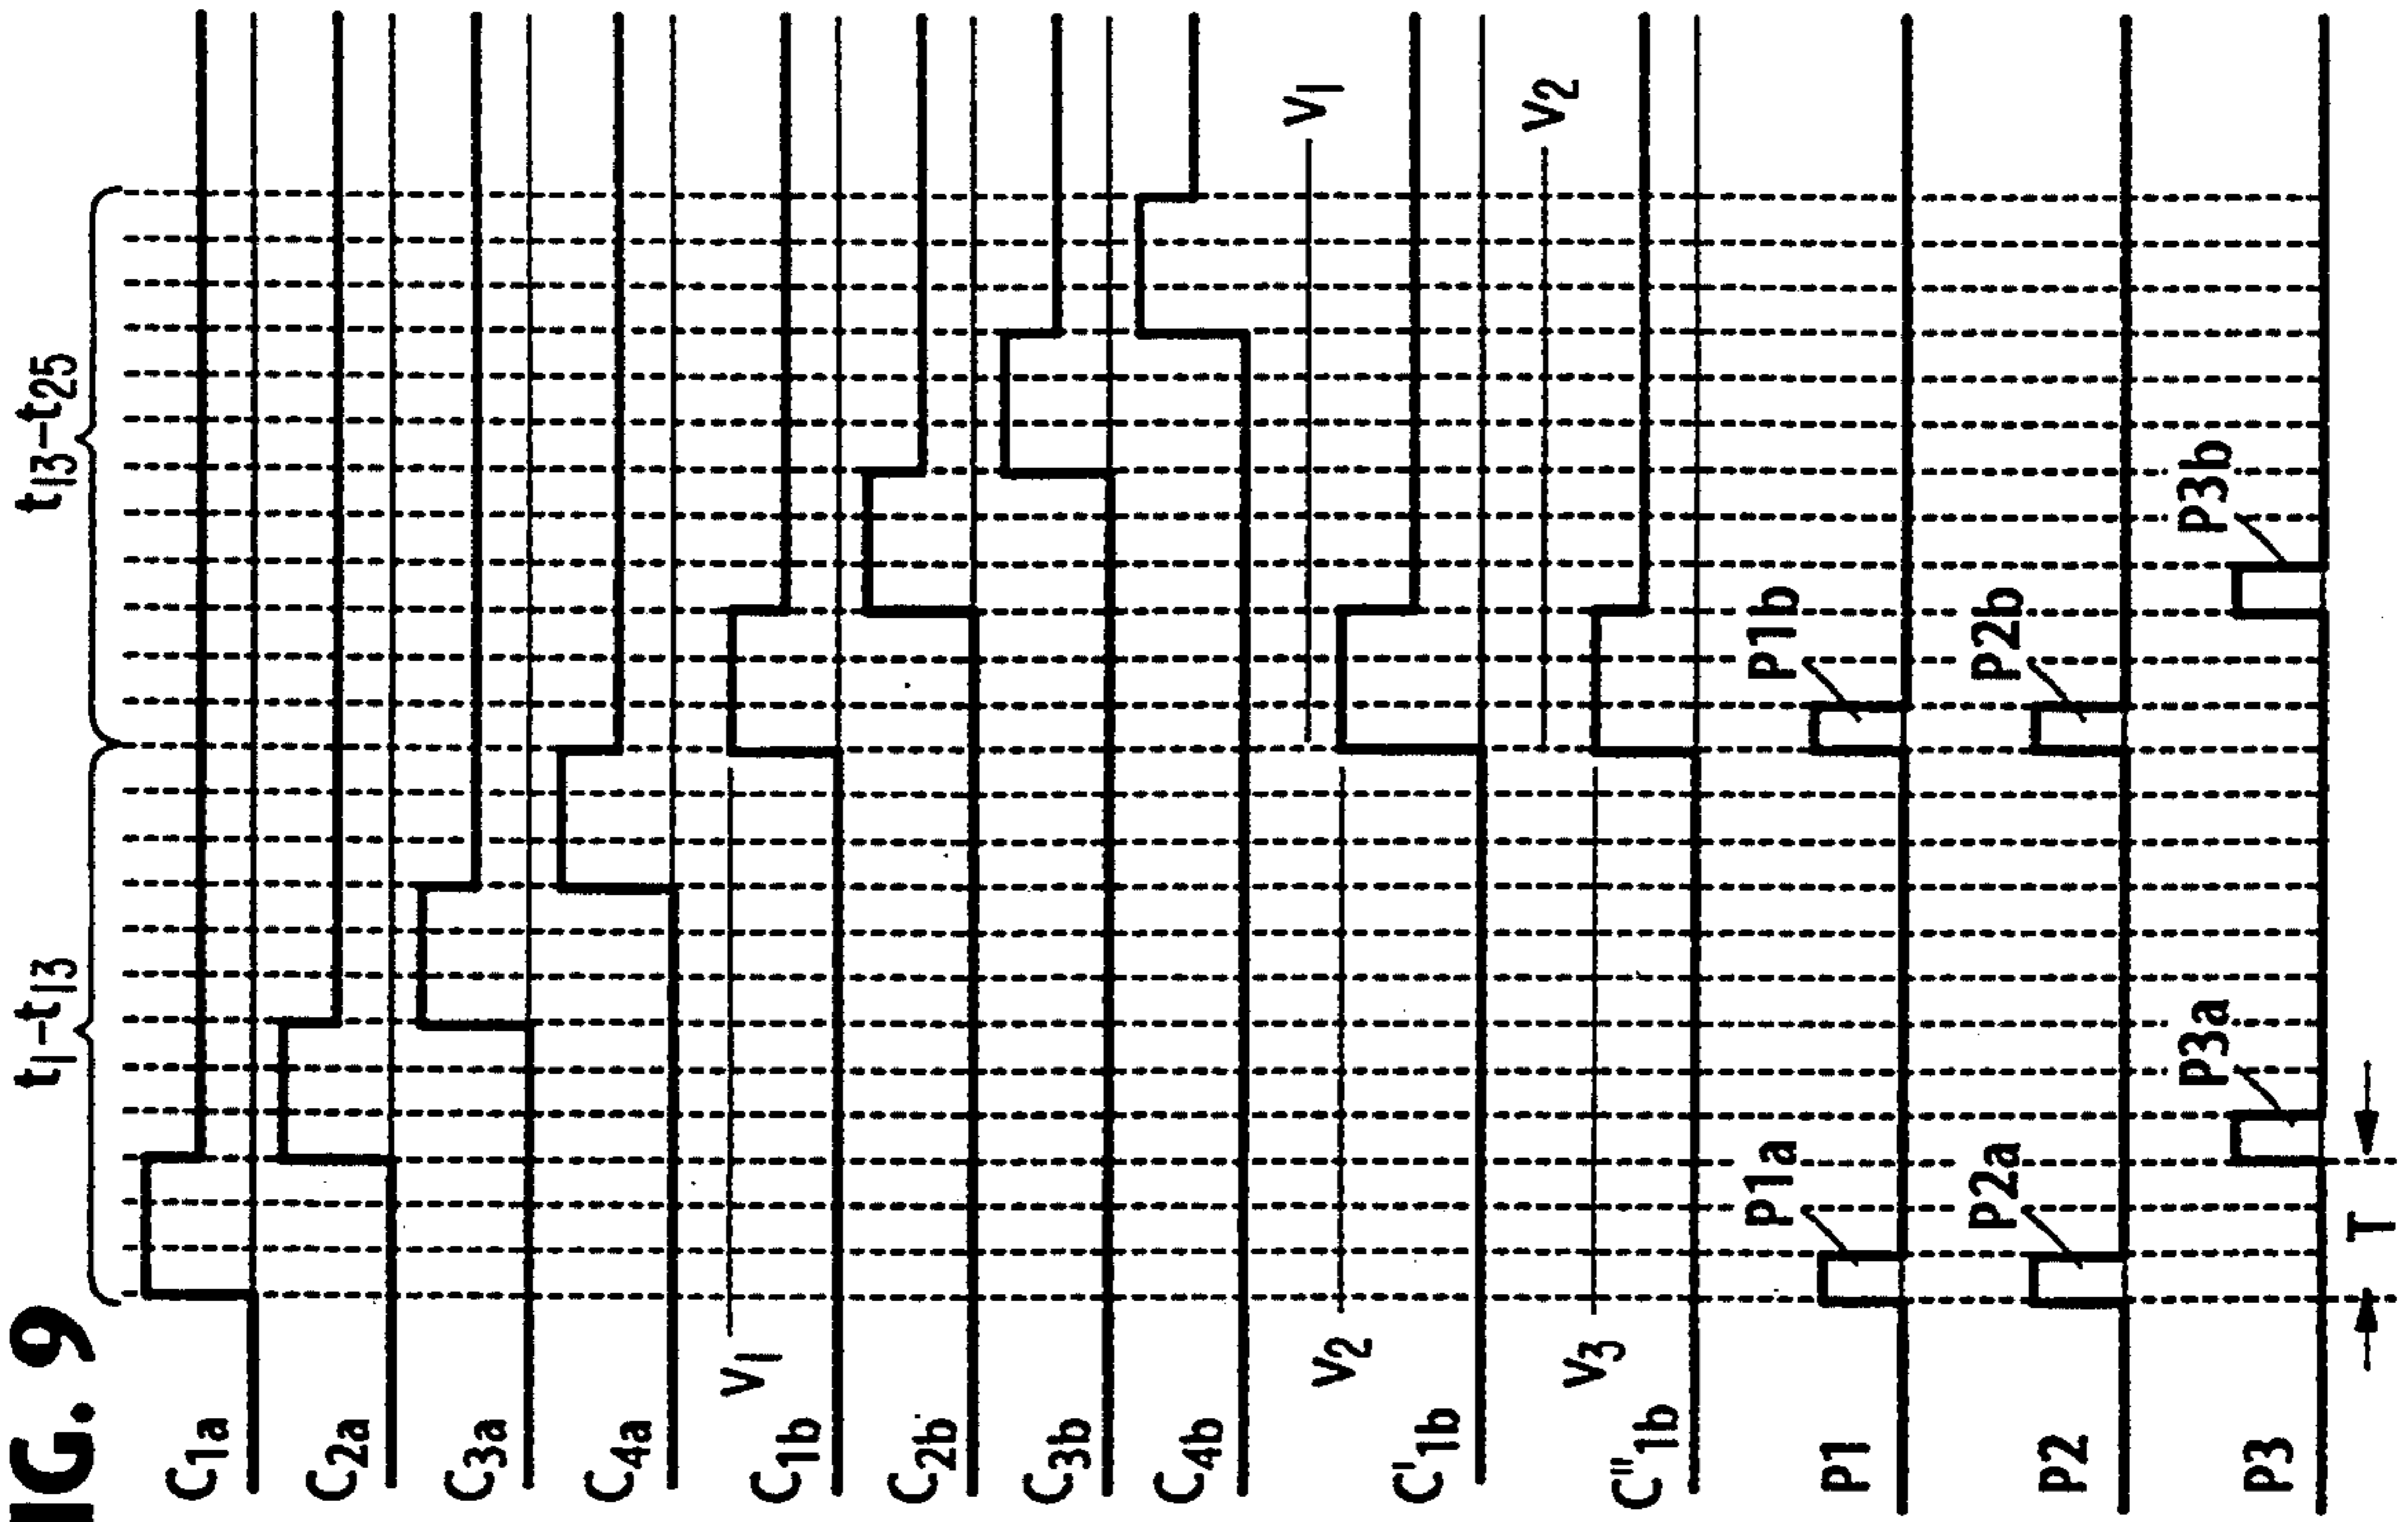 FIG. 9
t1-t13
t13-t25
C1a
C2a
C3a
C4a
V1
C1b
C2b
C3b
C4b
V1
V2
C'1b
V2
V3
C"1b
P1
P1a
P1b
P2
P2a
P2b
P3
P3a
P3b
T